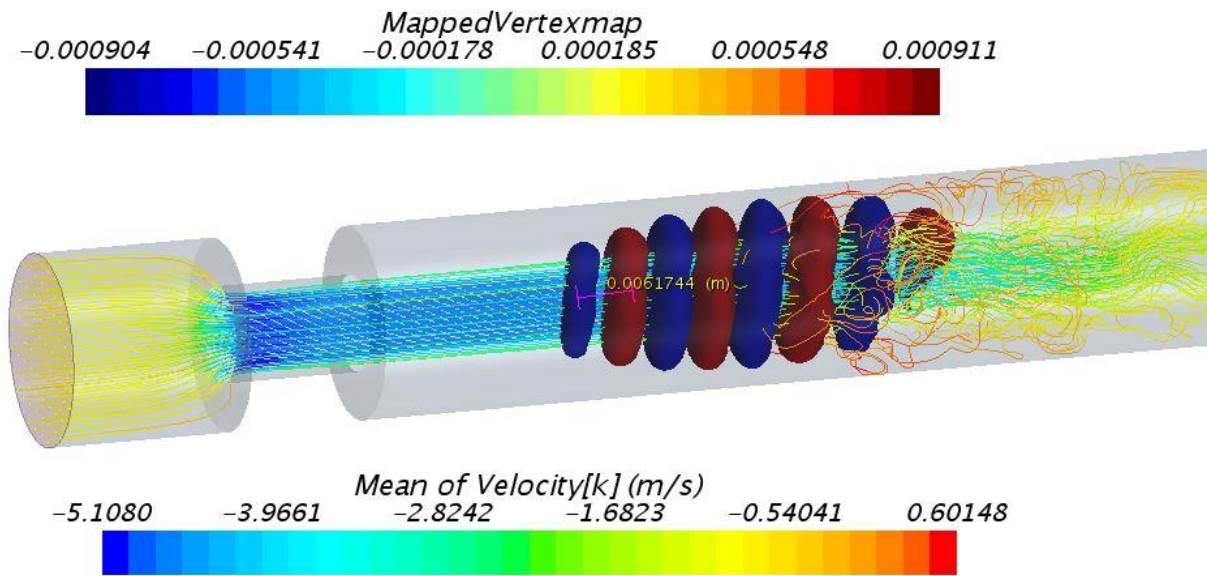 MappedVertexmap
−0.000904 −0.000541 −0.000178 0.000185 0.000548 0.000911
0.0061744 (m)
Mean of Velocity[k] (m/s)
−5.1080 −3.9661 −2.8242 −1.6823 −0.54041 0.60148